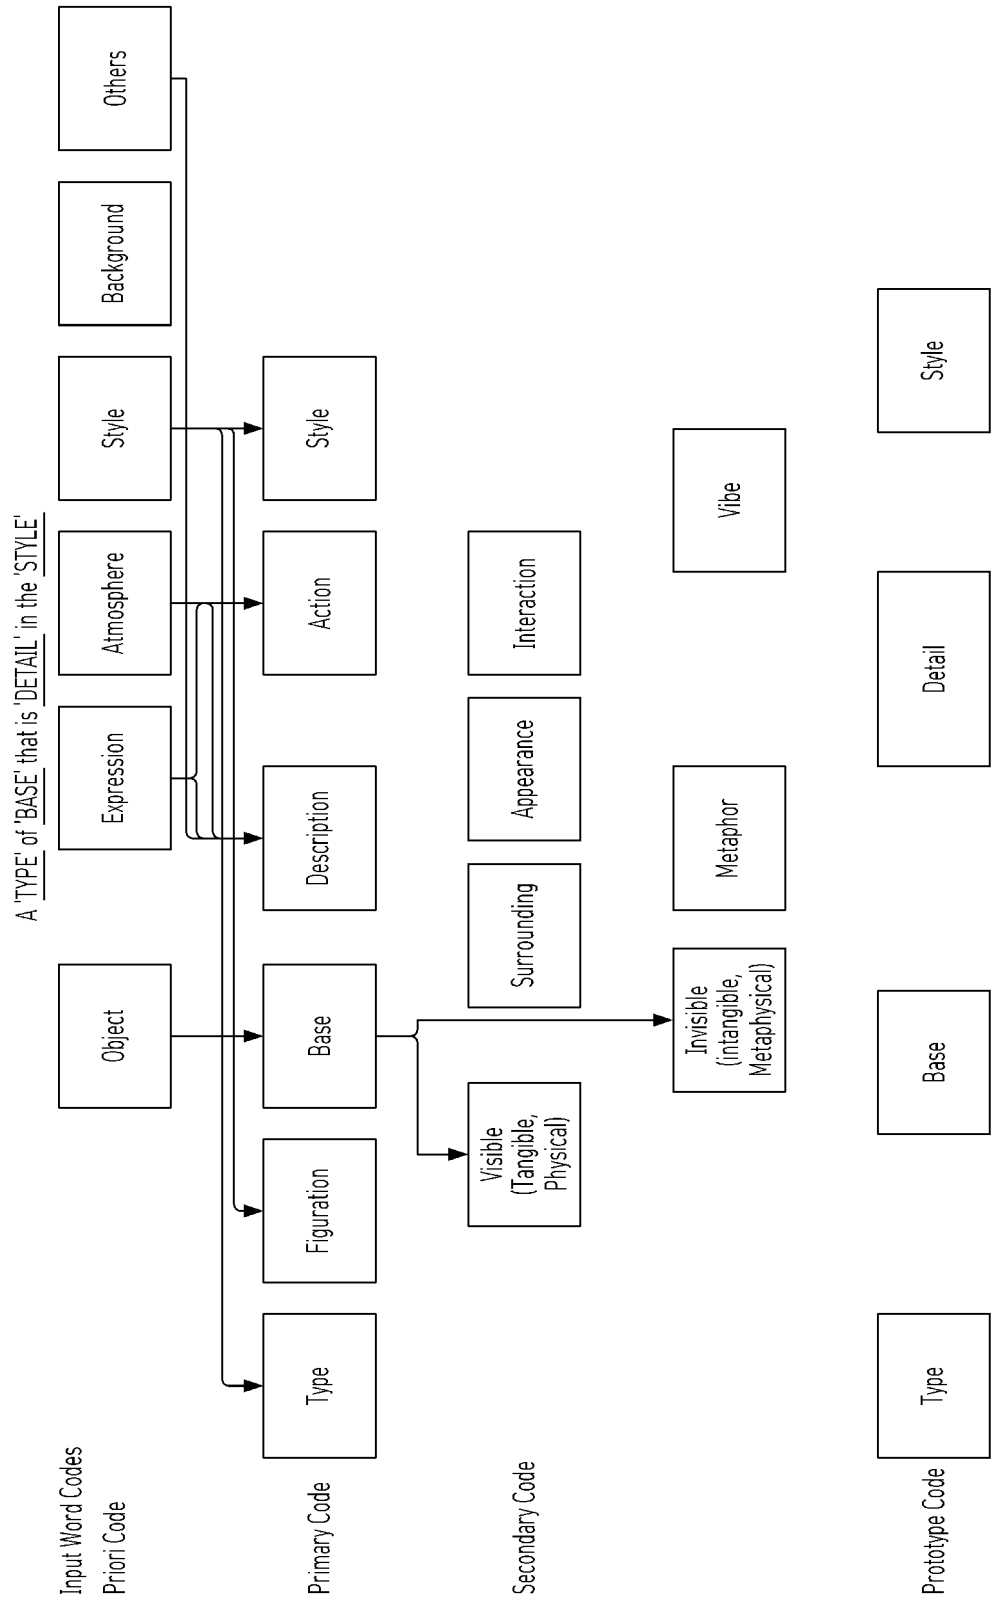 A 'TYPE' of 'BASE' that is 'DETAIL' in the 'STYLE'
Input Word Codes
Priori Code
Object
Expression
Atmosphere
Style
Background
Others
Primary Code
Type
Figuration
Base
Description
Action
Style
Secondary Code
Visible
(Tangible,
Physical)
Surrounding
Appearance
Interaction
Invisible
(intangible,
Metaphysical)
Metaphor
Vibe
Prototype Code
Type
Base
Detail
Style